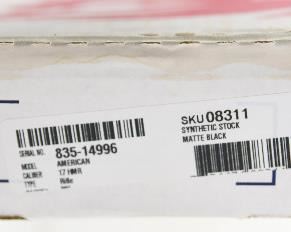 SKU 08311
SYNTHETIC STOCK
MATTE BLACK
SERIAL NO. 835-14996
MODEL AMERICAN
CALIBER 17 HMR
TYPE Rifle